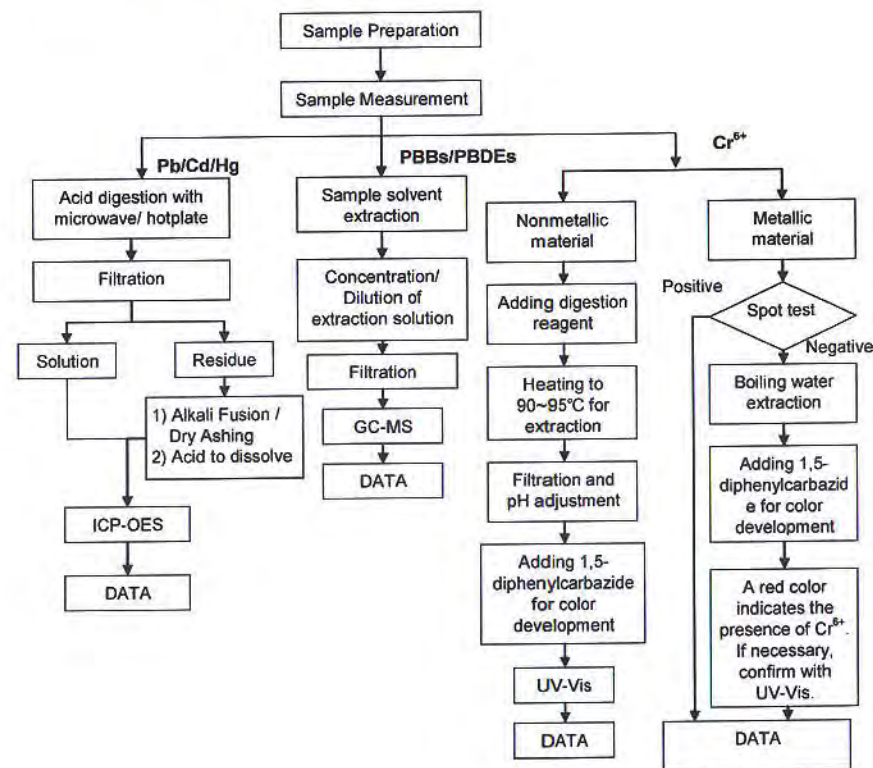 Sample Preparation
Sample Measurement
Pb/Cd/Hg
PBBs/PBDEs
Cr⁶⁺
Acid digestion with
microwave/ hotplate
Filtration
Solution
Residue
1) Alkali Fusion /
Dry Ashing
2) Acid to dissolve
ICP-OES
DATA
Sample solvent
extraction
Concentration/
Dilution of
extraction solution
Filtration
GC-MS
DATA
Nonmetallic
material
Adding digestion
reagent
Heating to
90~95℃ for
extraction
Filtration and
pH adjustment
Adding 1,5-
diphenylcarbazide
for color
development
UV-Vis
DATA
Metallic
material
Positive
Spot test
Negative
Boiling water
extraction
Adding 1,5-
diphenylcarbazid
e for color
development
A red color
indicates the
presence of Cr⁶⁺.
If necessary,
confirm with
UV-Vis.
DATA